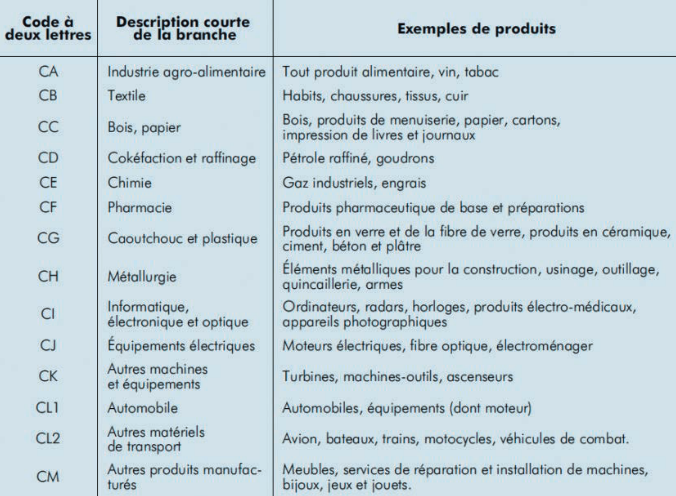 Code à deux lettres Description courte de la branche Exemples de produits
CA Industrie agro-alimentaire Tout produit alimentaire, vin, tabac
CB Textile Habits, chaussures, tissus, cuir
CC Bois, papier Bois, produits de menuiserie, papier, cartons,
impression de livres et journaux
CD Cokéfaction et raffinage Pétrole raffiné, goudrons
CE Chimie Gaz industriels, engrais
CF Pharmacie Produits pharmaceutique de base et préparations
CG Caoutchouc et plastique Produits en verre et de la fibre de verre, produits en céramique,
ciment, béton et plâtre
CH Métallurgie Éléments métalliques pour la construction, usinage, outillage,
quincaillerie, armes
CI Informatique,
électronique et optique Ordinateurs, radars, horloges, produits électro-médicaux,
appareils photographiques
CJ Équipements électriques Moteurs électriques, fibre optique, électroménager
CK Autres machines
et équipements Turbines, machines-outils, ascenseurs
CL1 Automobile Automobiles, équipements (dont moteur)
CL2 Autres matériels
de transport Avion, bateaux, trains, motocycles, véhicules de combat.
CM Autres produits manufac-
turés Meubles, services de réparation et installation de machines,
bijoux, jeux et jouets.